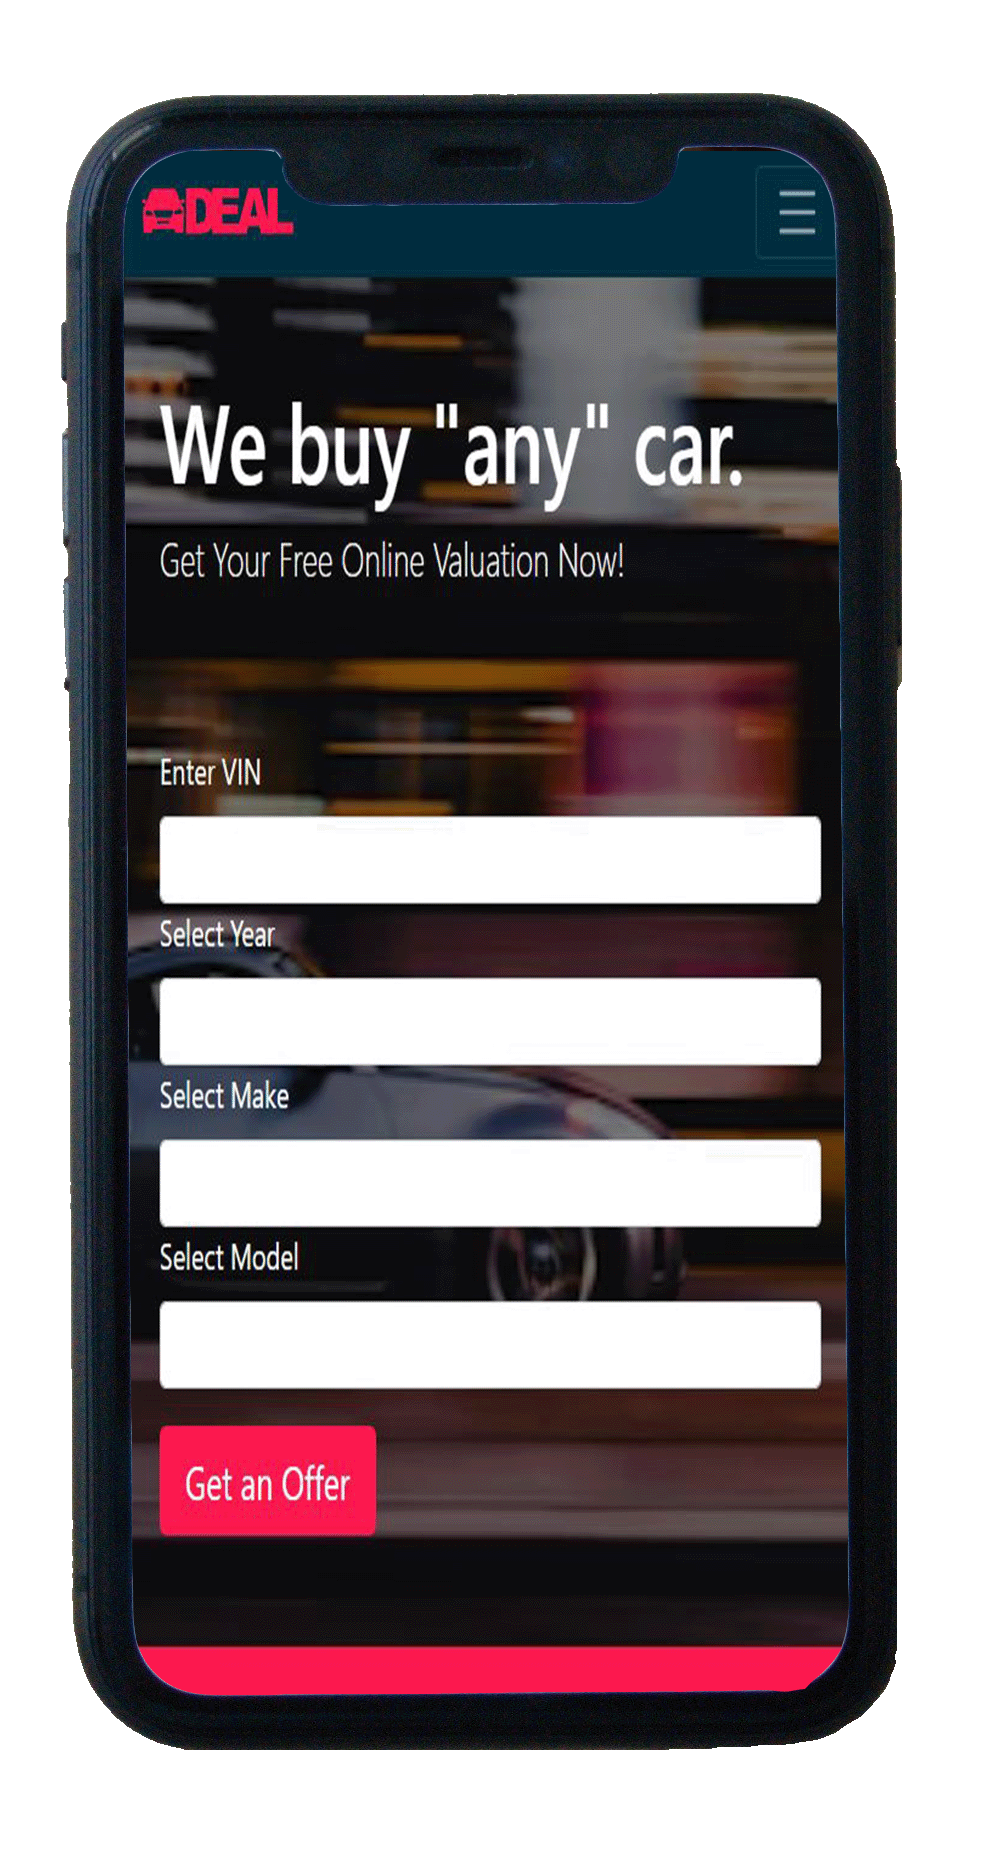 DEAL
We buy "any" car.
Get Your Free Online Valuation Now!
Enter VIN
Select Year
Select Make
Select Model
Get an Offer